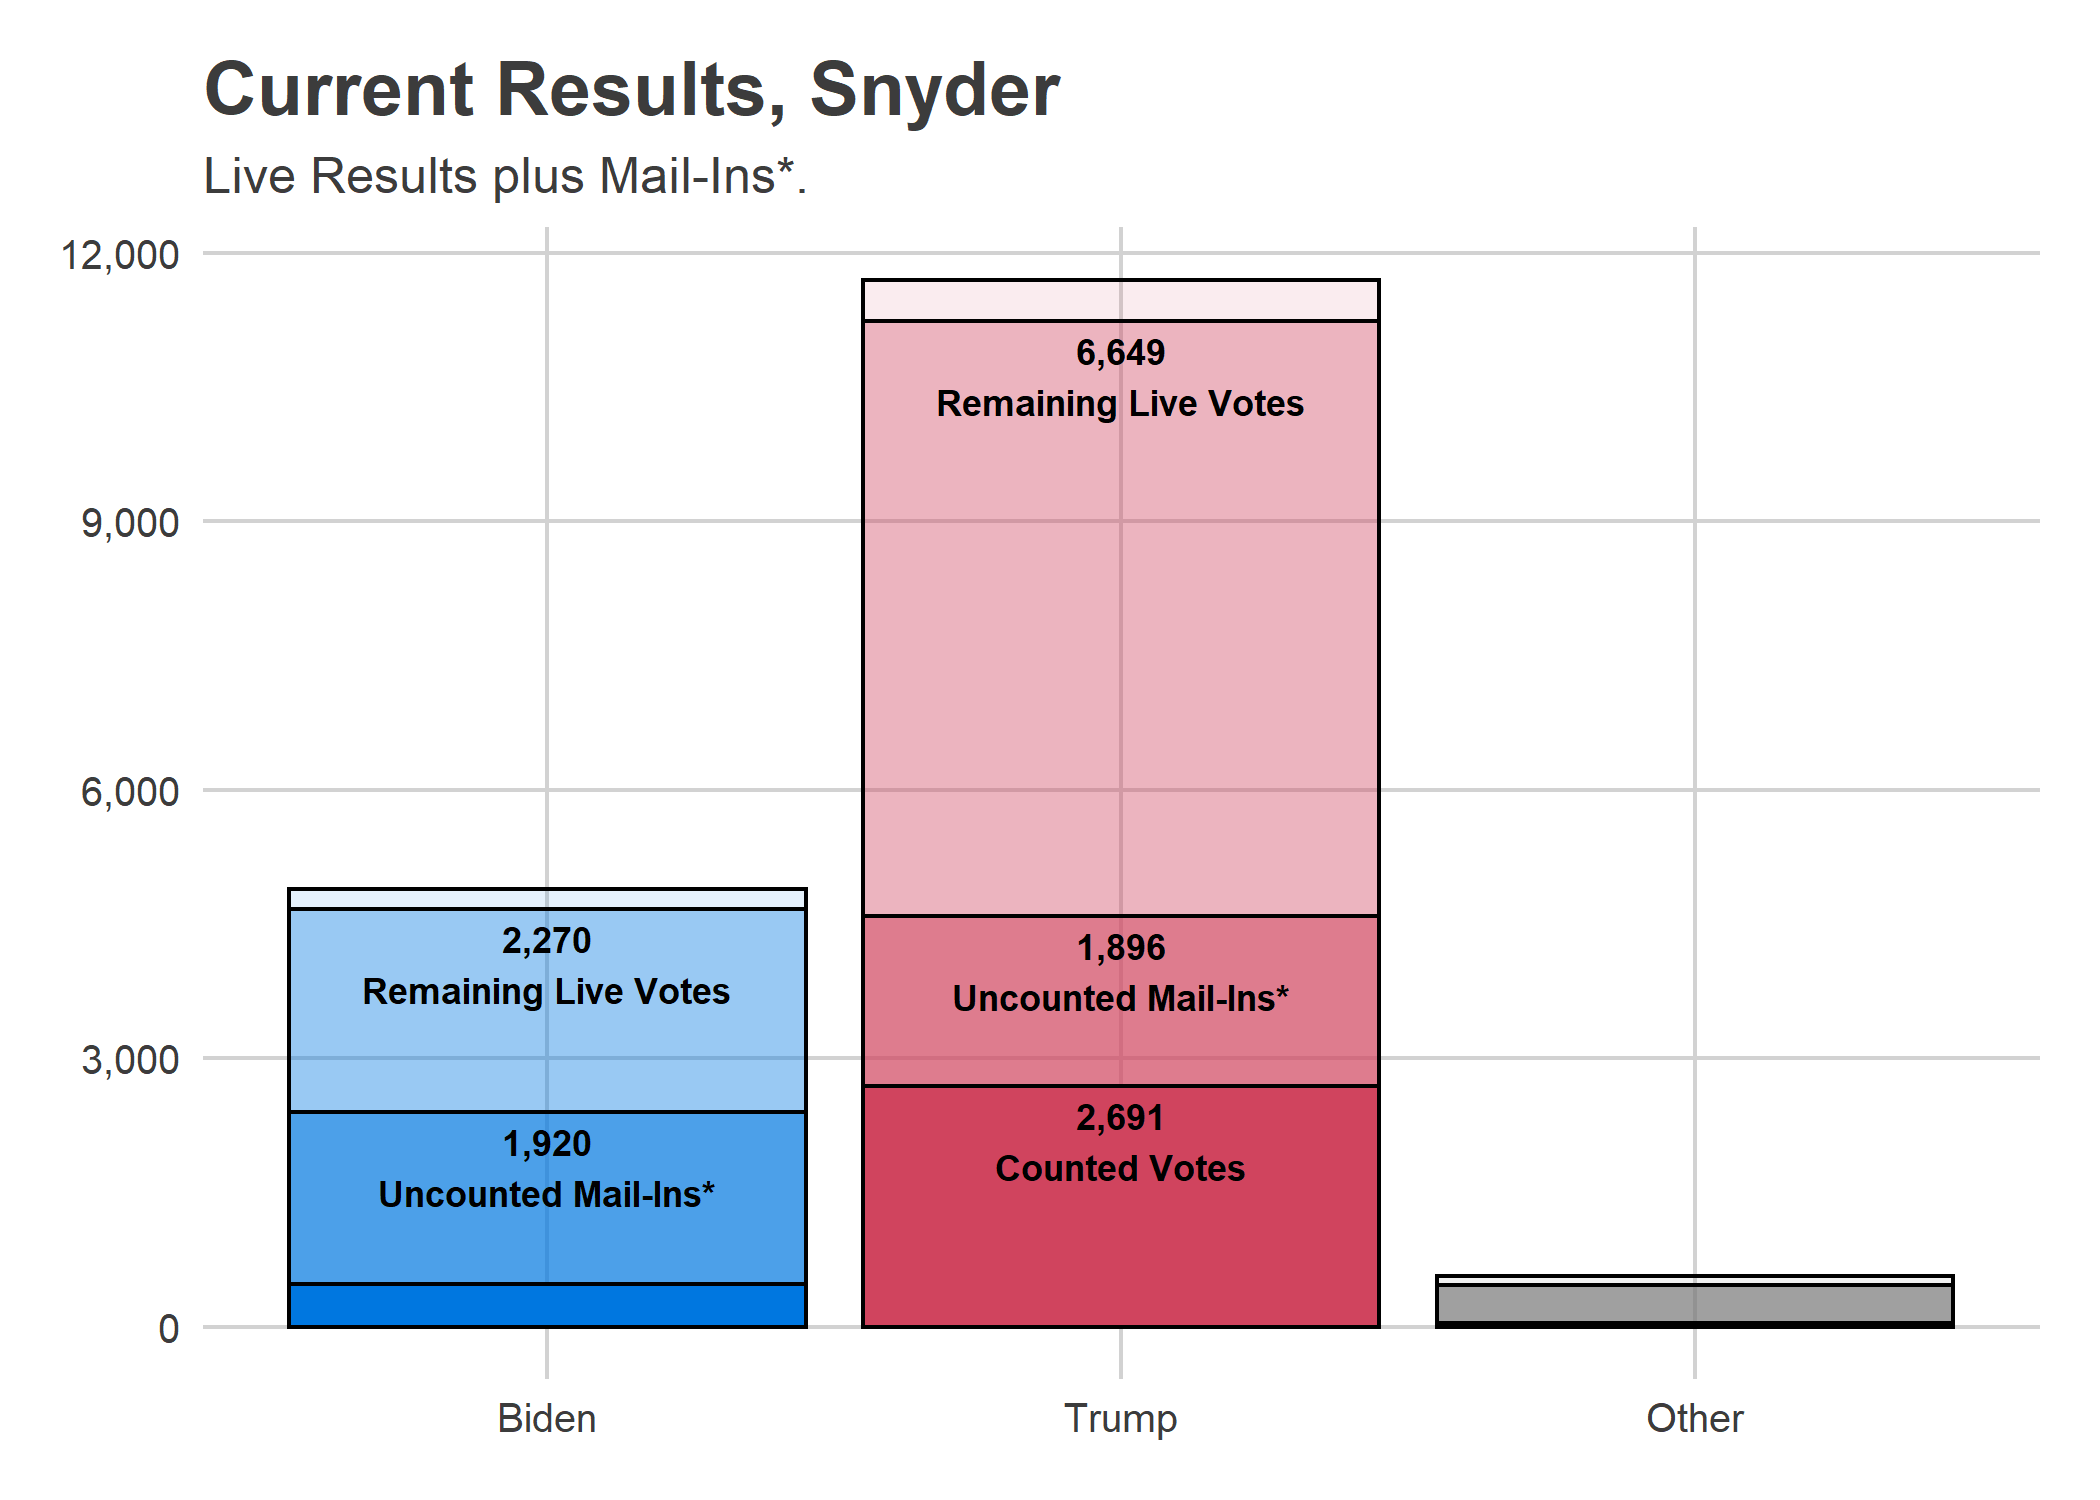 Current Results, Snyder
Live Results plus Mail-Ins*.
12,000
9,000
6,000
3,000
0
2,270
Remaining Live Votes
1,920
Uncounted Mail-Ins*
6,649
Remaining Live Votes
1,896
Uncounted Mail-Ins*
2,691
Counted Votes
Biden
Trump
Other